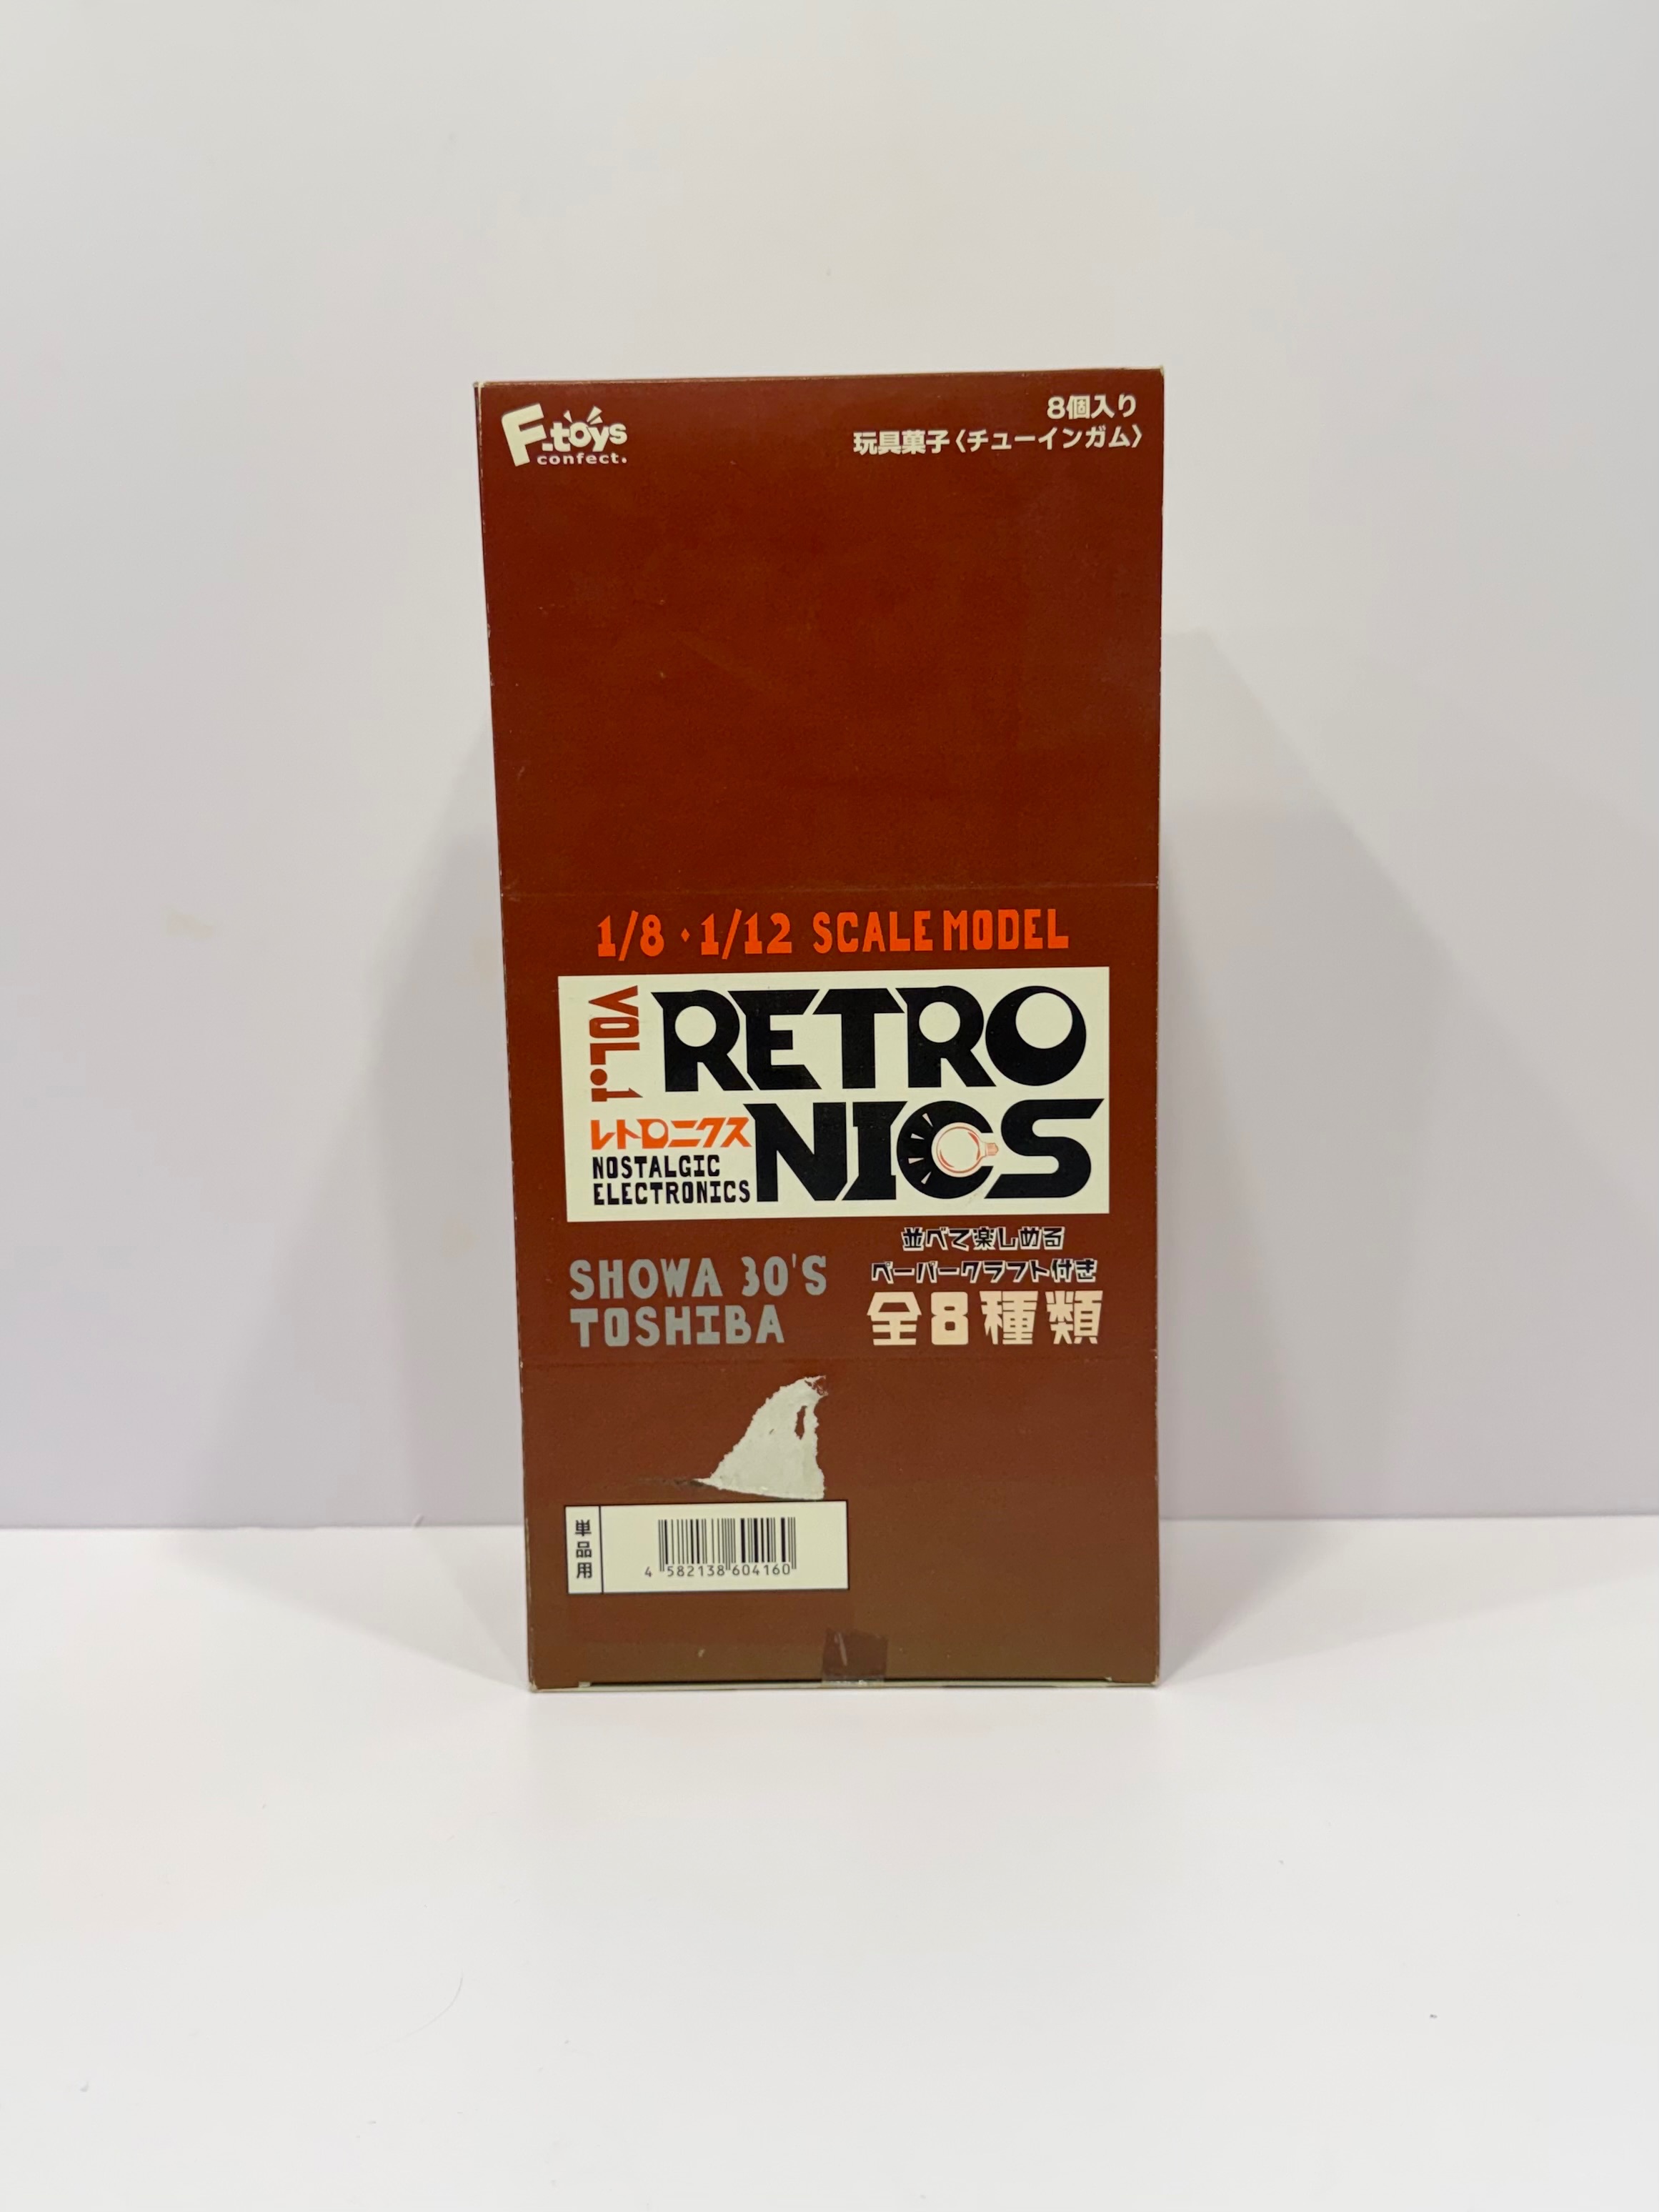 F-toys
confect.
8個入り
玩具菓子〈チューインガム〉
1/8・1/12 SCALE MODEL
VOL.1
RETRO
NICS
レトロニクス
NOSTALGIC
ELECTRONICS
SHOWA 30'S
TOSHIBA
並べて楽しめる
ペーパークラフト付き
全8種類
単品用
4 582138 604160